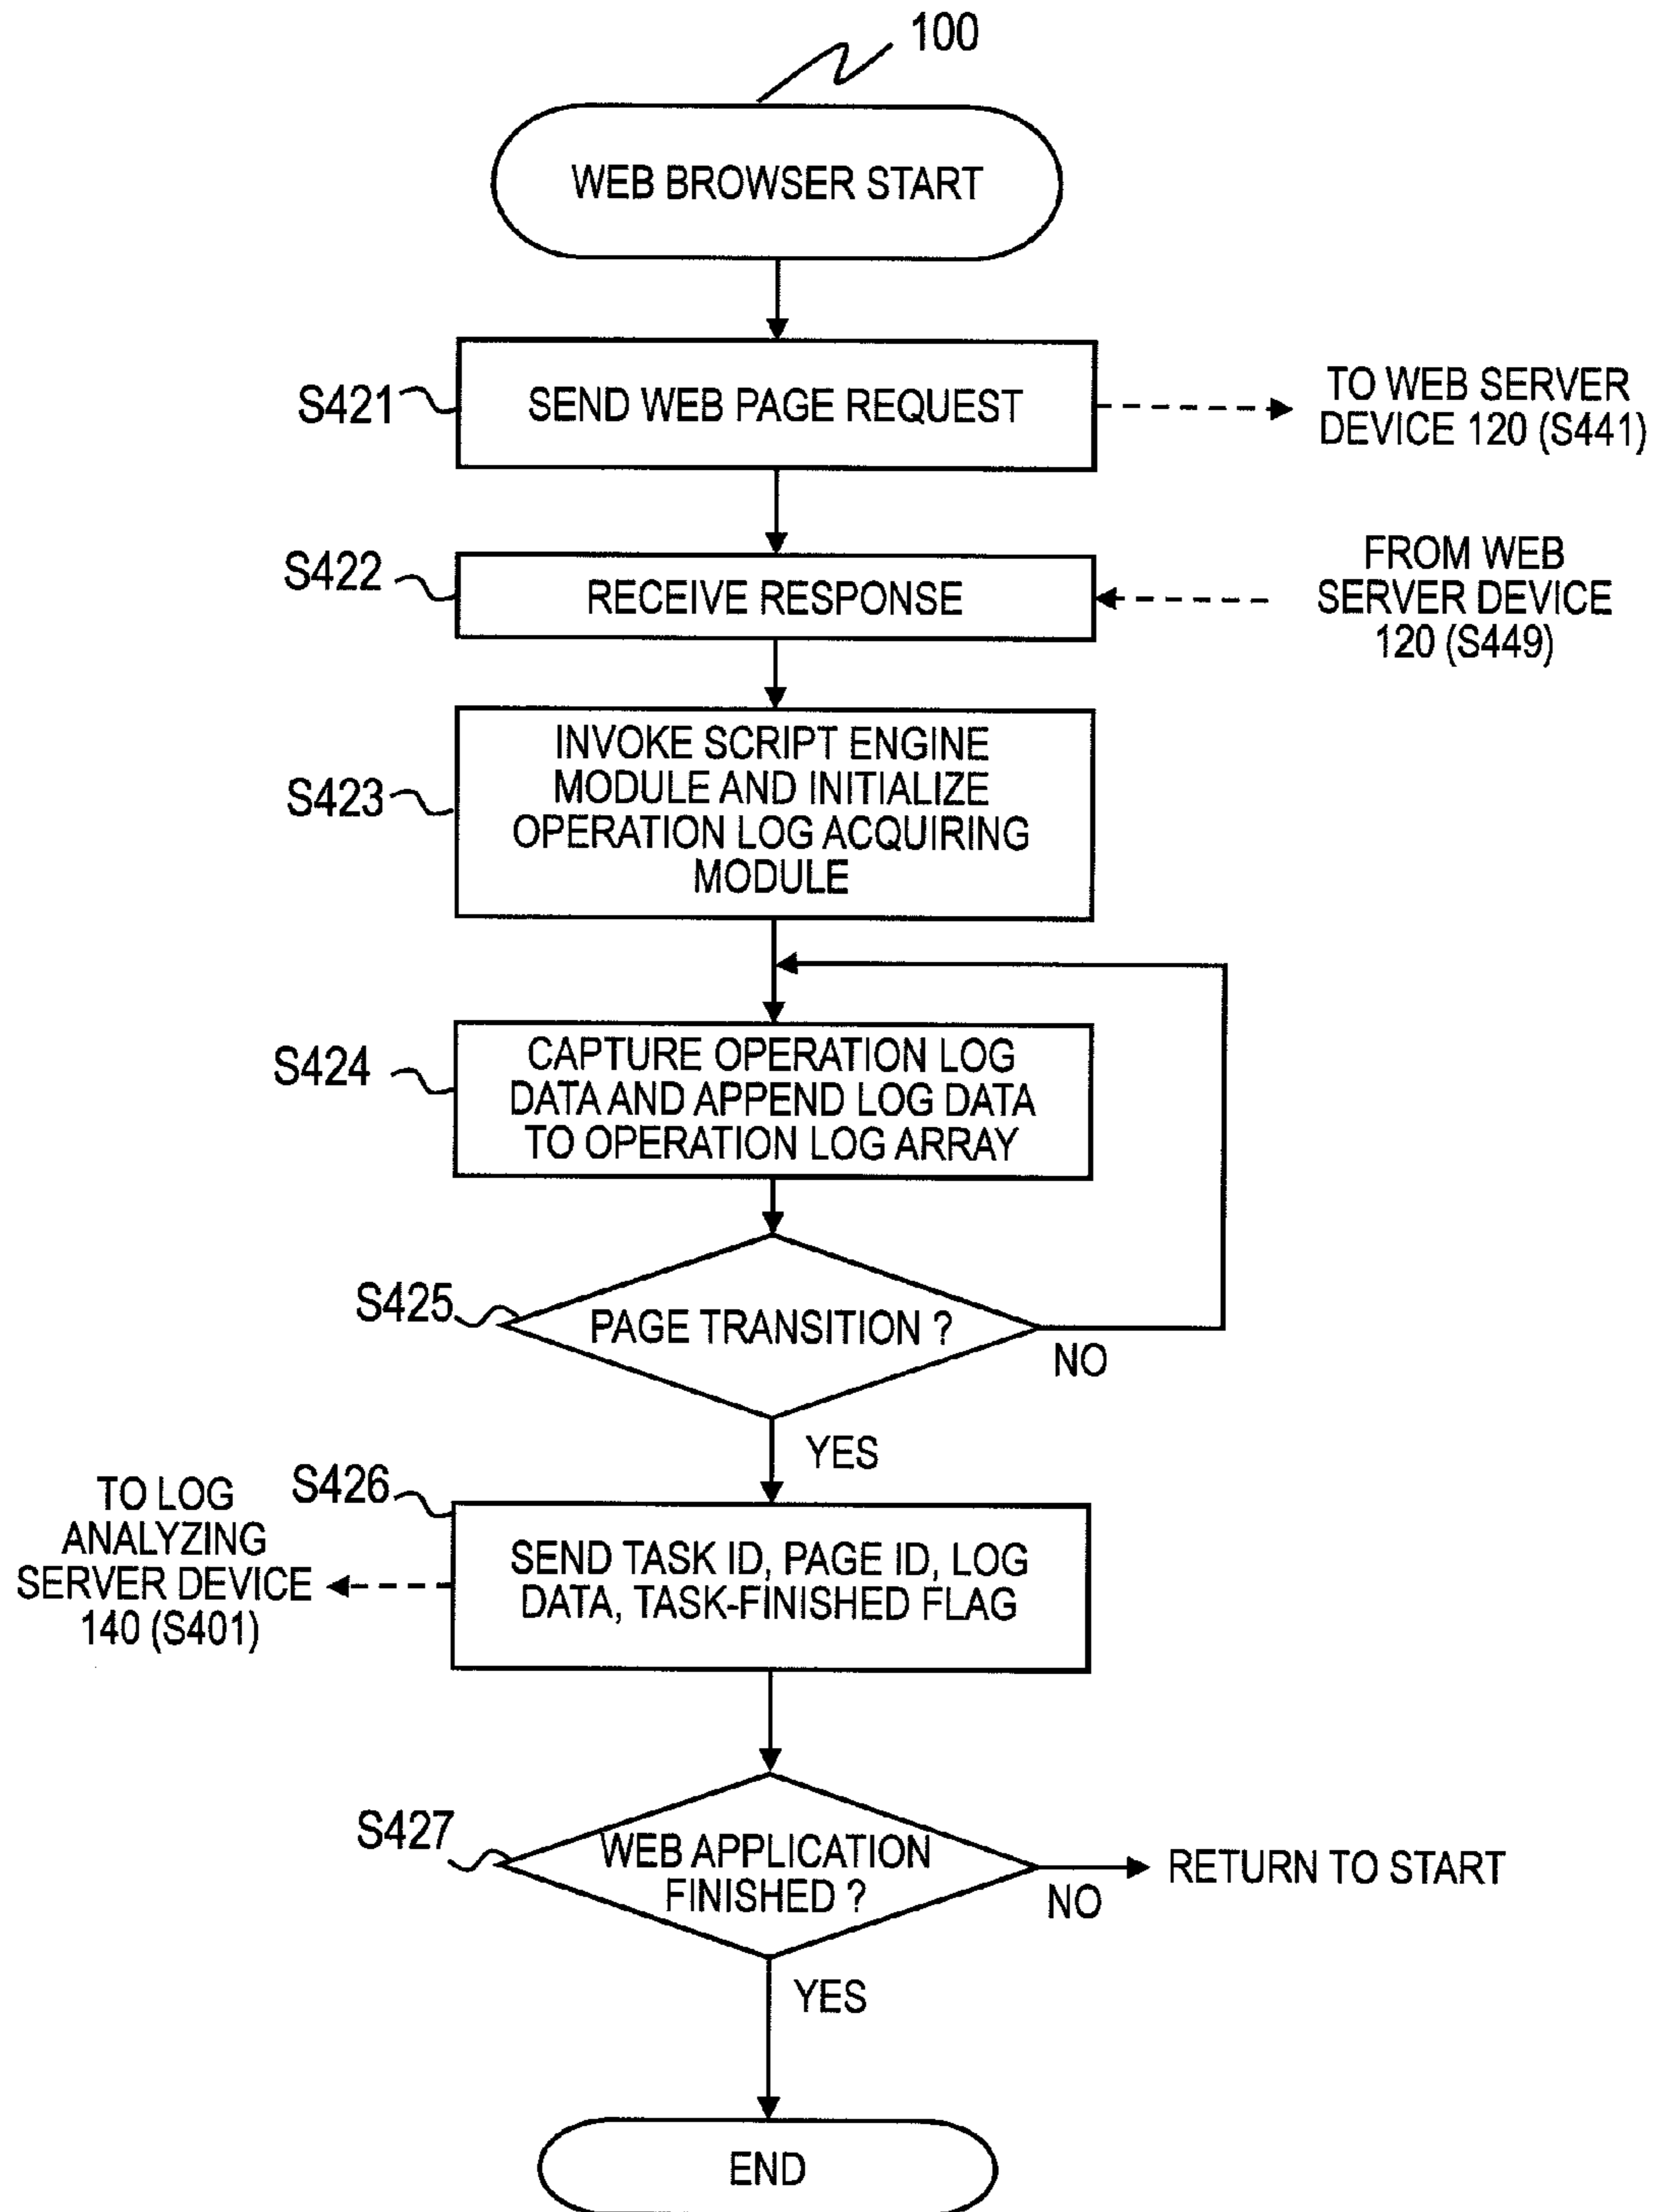 100
WEB BROWSER START
S421
SEND WEB PAGE REQUEST
TO WEB SERVER
DEVICE 120 (S441)
S422
RECEIVE RESPONSE
FROM WEB
SERVER DEVICE
120 (S449)
S423
INVOKE SCRIPT ENGINE
MODULE AND INITIALIZE
OPERATION LOG ACQUIRING
MODULE
S424
CAPTURE OPERATION LOG
DATA AND APPEND LOG DATA
TO OPERATION LOG ARRAY
S425
PAGE TRANSITION ?
NO
YES
S426
SEND TASK ID, PAGE ID, LOG
DATA, TASK-FINISHED FLAG
TO LOG
ANALYZING
SERVER DEVICE
140 (S401)
S427
WEB APPLICATION
FINISHED ?
NO
RETURN TO START
YES
END